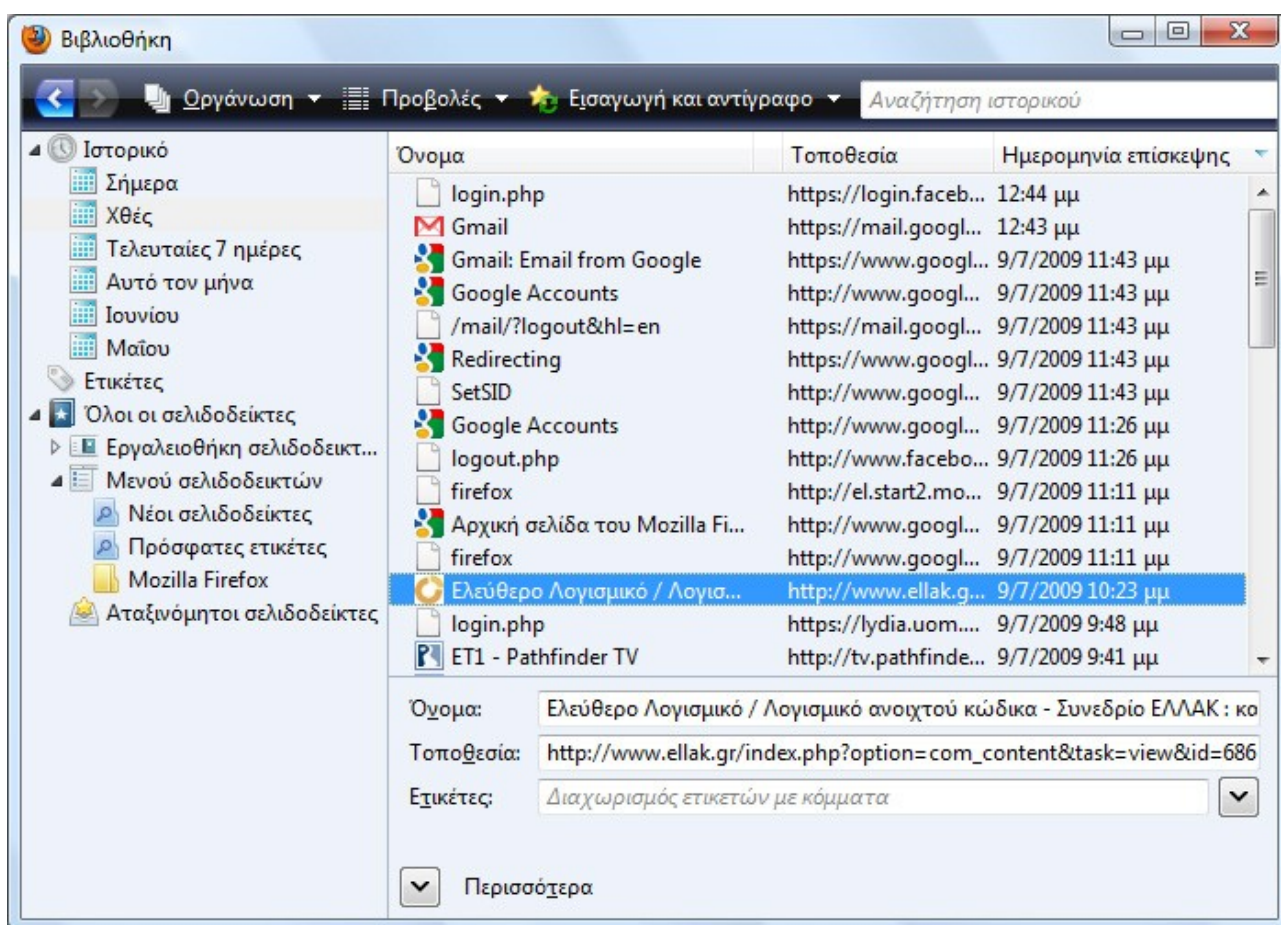 Βιβλιοθήκη
Οργάνωση Προβολές Εισαγωγή και αντίγραφο Αναζήτηση ιστορικού
Ιστορικό
Σήμερα
Χθές
Τελευταίες 7 ημέρες
Αυτό τον μήνα
Ιουνίου
Μαΐου
Ετικέτες
Όλοι οι σελιδοδείκτες
Εργαλειοθήκη σελιδοδεικτ...
Μενού σελιδοδεικτών
Νέοι σελιδοδείκτες
Πρόσφατες ετικέτες
Mozilla Firefox
Αταξινόμητοι σελιδοδείκτες
Όνομα Τοποθεσία Ημερομηνία επίσκεψης
login.php https://login.faceb... 12:44 μμ
Gmail https://mail.googl... 12:43 μμ
Gmail: Email from Google https://www.googl... 9/7/2009 11:43 μμ
Google Accounts http://www.googl... 9/7/2009 11:43 μμ
/mail/?logout&hl=en https://mail.googl... 9/7/2009 11:43 μμ
Redirecting https://www.googl... 9/7/2009 11:43 μμ
SetSID http://www.googl... 9/7/2009 11:43 μμ
Google Accounts http://www.googl... 9/7/2009 11:26 μμ
logout.php http://www.facebo... 9/7/2009 11:26 μμ
firefox http://el.start2.mo... 9/7/2009 11:11 μμ
Αρχική σελίδα του Mozilla Fi... http://www.googl... 9/7/2009 11:11 μμ
firefox http://www.googl... 9/7/2009 11:11 μμ
Ελεύθερο Λογισμικό / Λογισ... http://www.ellak.g... 9/7/2009 10:23 μμ
login.php https://lydia.uom.... 9/7/2009 9:48 μμ
ET1 - Pathfinder TV http://tv.pathfinde... 9/7/2009 9:41 μμ
Όνομα: Ελεύθερο Λογισμικό / Λογισμικό ανοιχτού κώδικα - Συνεδρίο ΕΛΛΑΚ : κα
Τοποθεσία: http://www.ellak.gr/index.php?option=com_content&task=view&id=686
Ετικέτες: Διαχωρισμός ετικετών με κόμματα
Περισσότερα